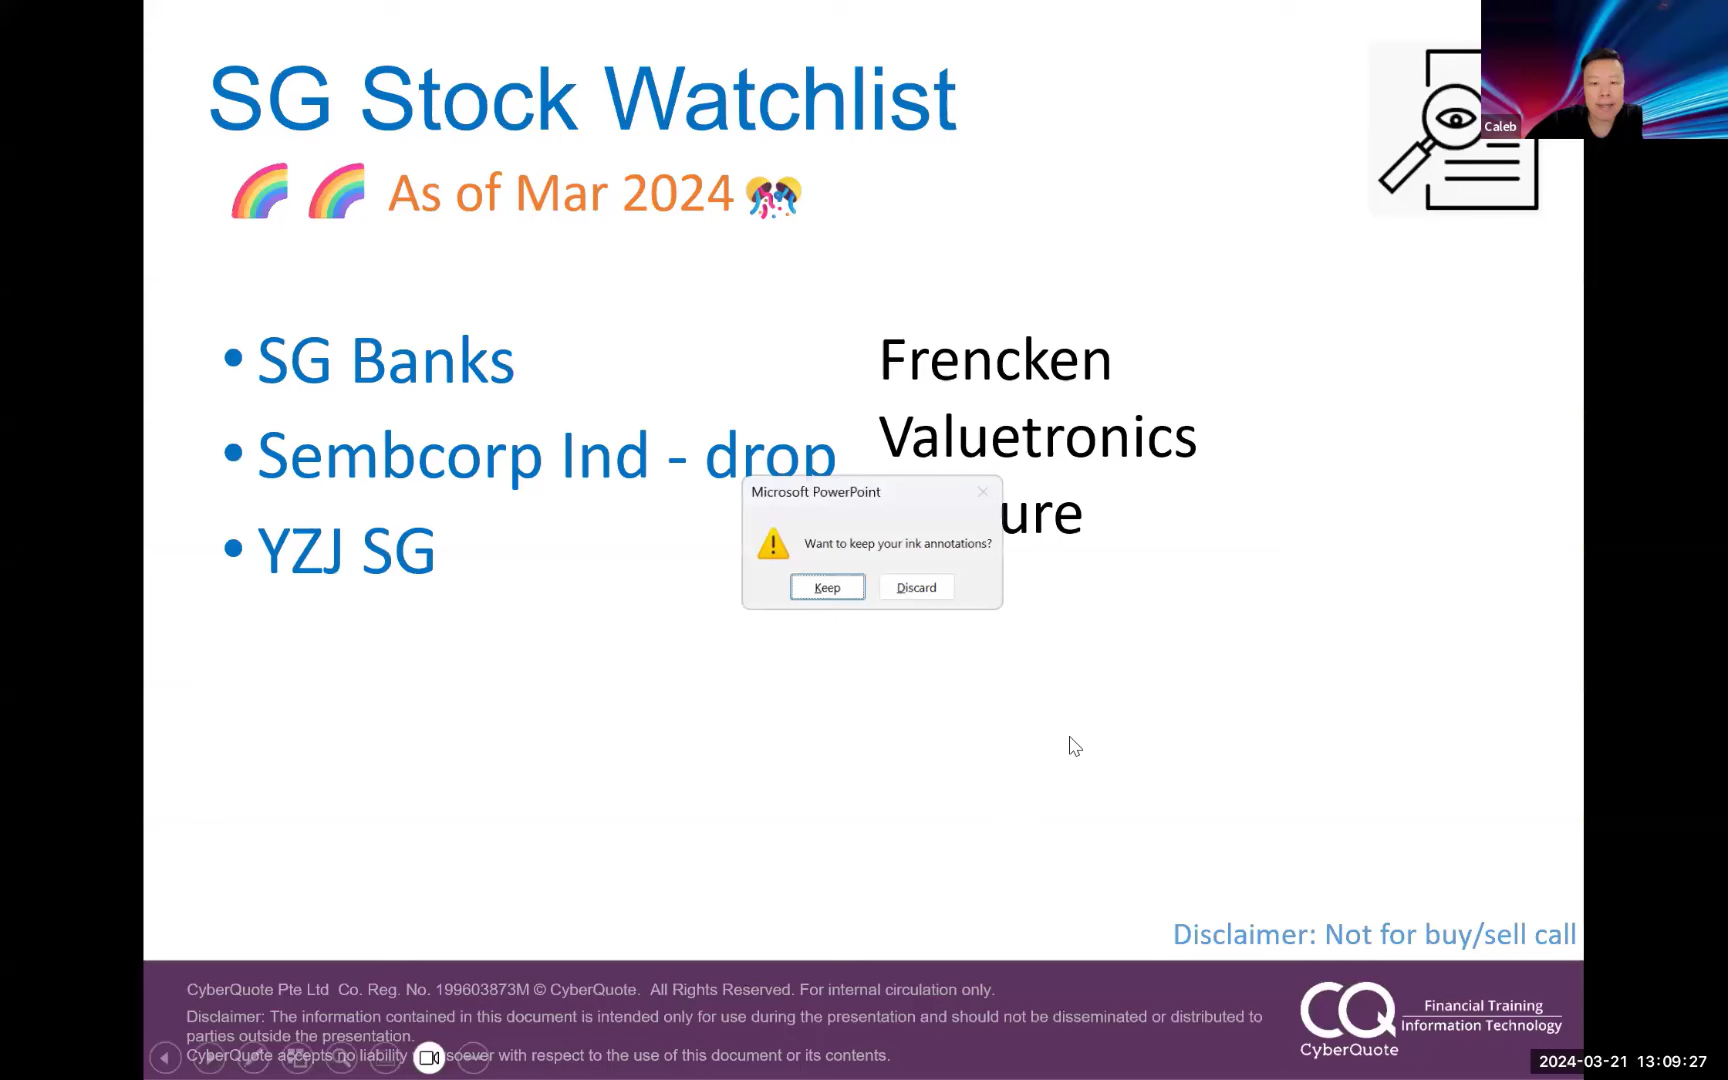 SG Stock Watchlist
As of Mar 2024
Caleb
• SG Banks
• Sembcorp Ind - drop
• YZJ SG
Frencken
Valuetronics
ure
Microsoft PowerPoint
Want to keep your ink annotations?
Keep
Discard
Disclaimer: Not for buy/sell call
CyberQuote Pte Ltd Co. Reg. No. 199603873M © CyberQuote. All Rights Reserved. For internal circulation only.
Disclaimer: The information contained in this document is intended only for use during the presentation and should not be disseminated or distributed to
parties outside the presentation.
CyberQuote accepts no liability soever with respect to the use of this document or its contents.
CQ
CyberQuote
Financial Training
Information Technology
2024-03-21 13:09:27